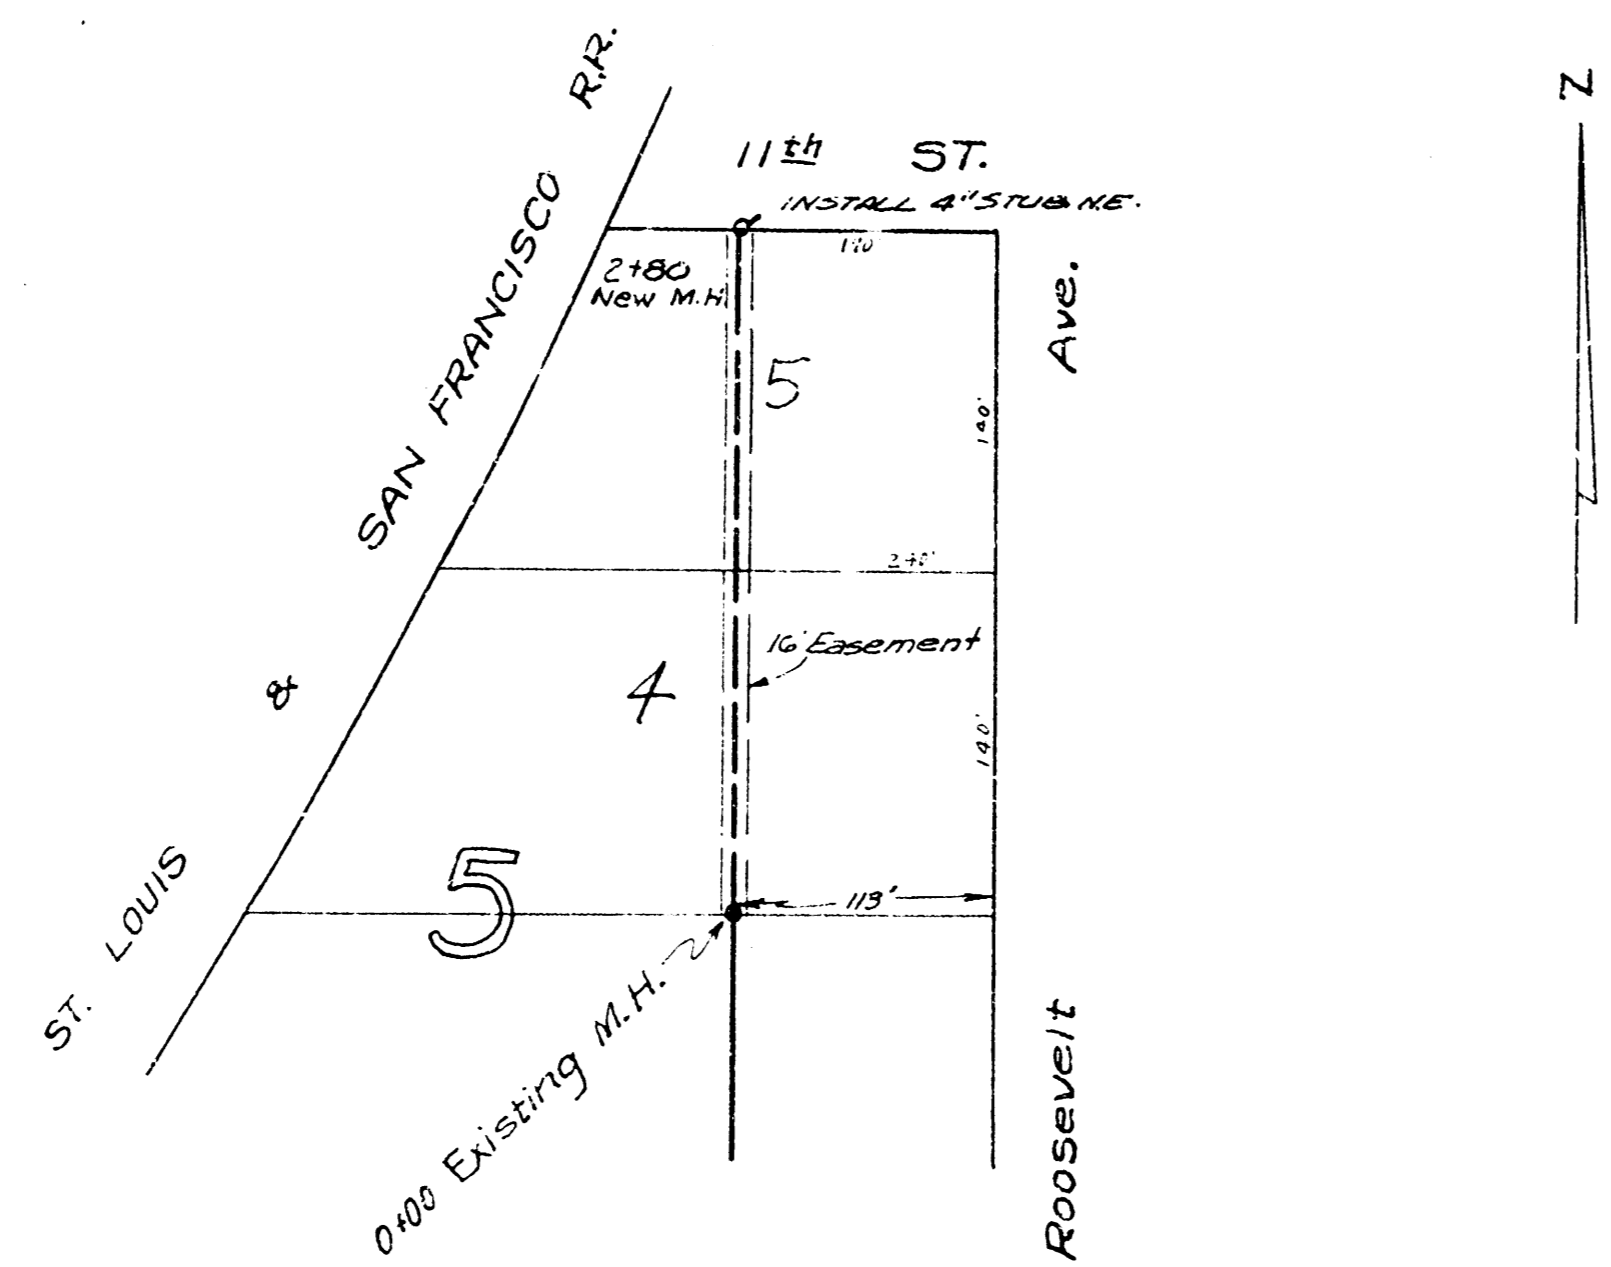 N
11th ST.
INSTALL 4" STUB N.E.
2+80
New M.H.
5
140'
240'
16' Easement
4
140'
5
113'
0+00 Existing M.H.
ST. LOUIS & SAN FRANCISCO R.R.
Roosevelt Ave.